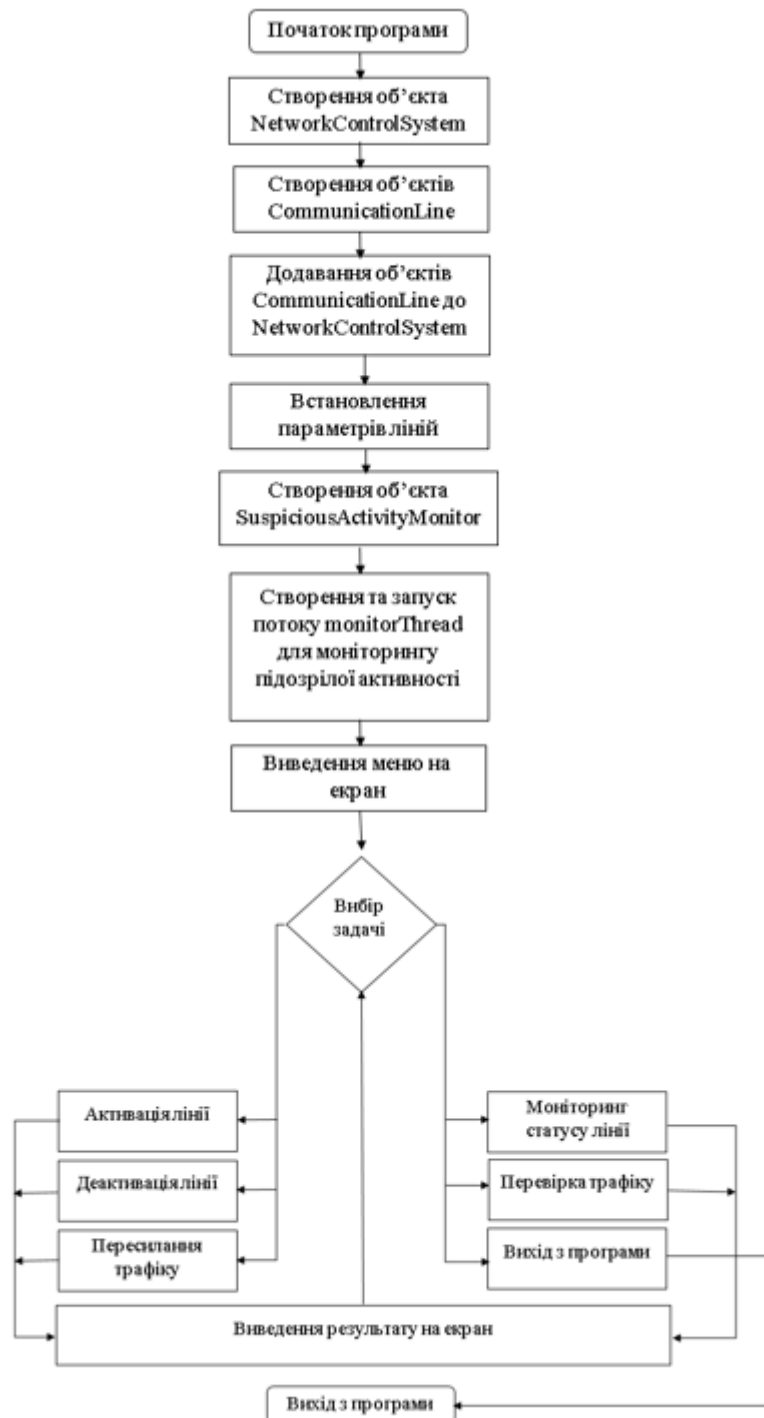 Початок програми
Створення об’єкта
NetworkControlSystem
Створення об’єктів
CommunicationLine
Додавання об’єктів
CommunicationLine до
NetworkControlSystem
Встановлення
параметрів ліній
Створення об’єкта
SuspiciousActivityMonitor
Створення та запуск
потоку monitorThread
для моніторингу
підозрілої активності
Виведення меню на
екран
Вибір
задачі
Активація лінії
Деактивація лінії
Пересилання
трафіку
Моніторинг
статусу лінії
Перевірка трафіку
Вихід з програми
Виведення результату на екран
Вихід з програми